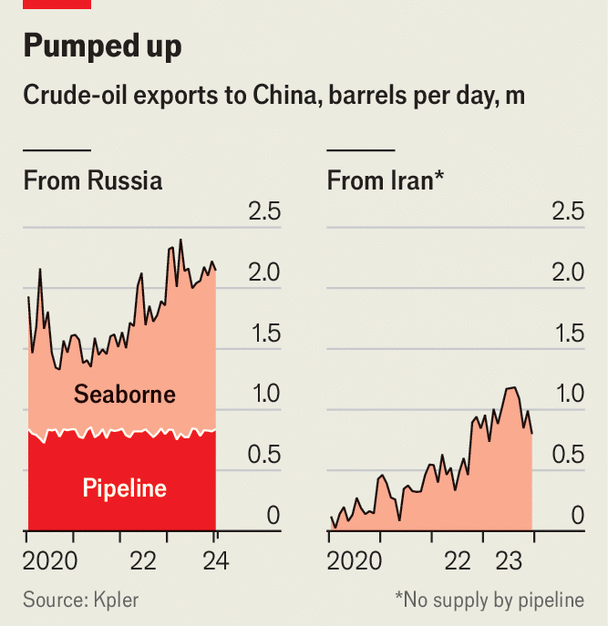 Pumped up
Crude-oil exports to China, barrels per day, m
From Russia
2.5
2.0
1.5
1.0
0.5
0
Seaborne
Pipeline
2020 22 24
From Iran*
2.5
2.0
1.5
1.0
0.5
0
2020 22 23
Source: Kpler
*No supply by pipeline